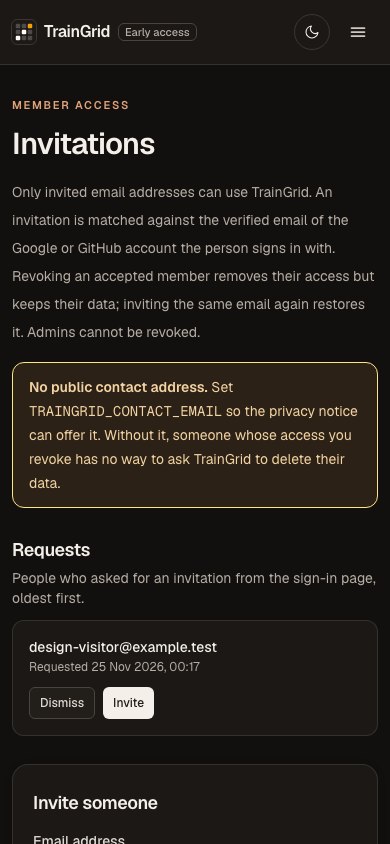 TrainGrid Early access
MEMBER ACCESS
Invitations
Only invited email addresses can use TrainGrid. An
invitation is matched against the verified email of the
Google or GitHub account the person signs in with.
Revoking an accepted member removes their access but
keeps their data; inviting the same email again restores
it. Admins cannot be revoked.
No public contact address. Set
TRAINGRID_CONTACT_EMAIL so the privacy notice
can offer it. Without it, someone whose access you
revoke has no way to ask TrainGrid to delete their
data.
Requests
People who asked for an invitation from the sign-in page,
oldest first.
design-visitor@example.test
Requested 25 Nov 2026, 00:17
Dismiss Invite
Invite someone
Email address